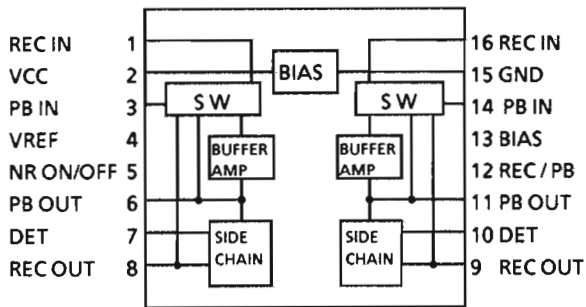 REC IN 1 16 REC IN
VCC 2 BIAS 15 GND
PB IN 3 SW SW 14 PB IN
VREF 4 13 BIAS
NR ON/OFF 5 BUFFER AMP BUFFER AMP 12 REC / PB
PB OUT 6 11 PB OUT
DET 7 SIDE CHAIN SIDE CHAIN 10 DET
REC OUT 8 9 REC OUT